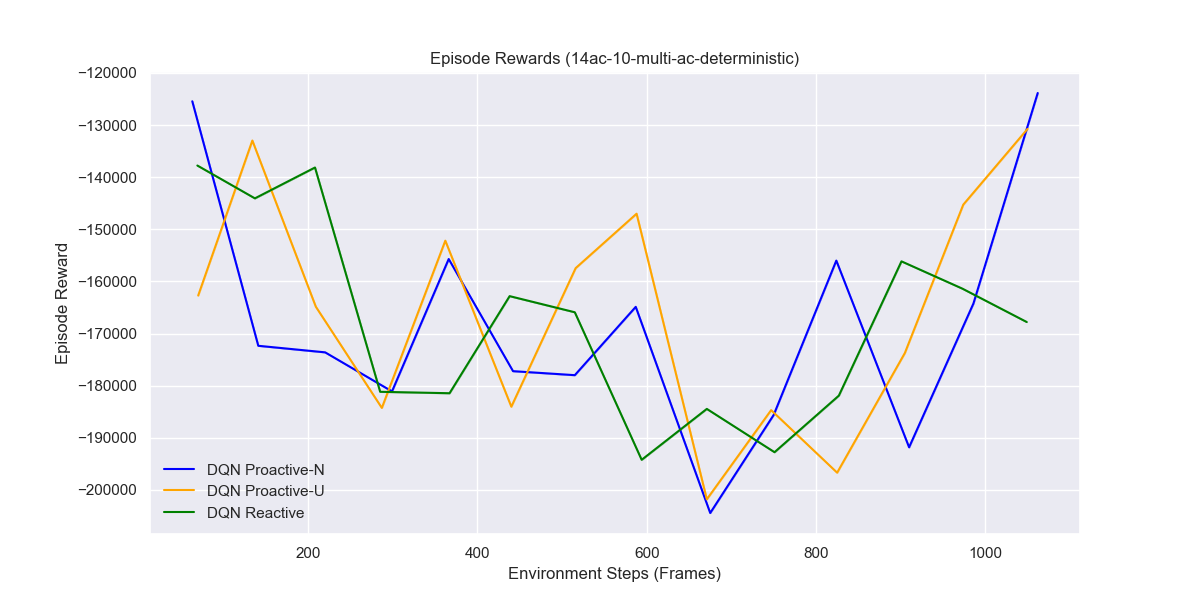 Episode Rewards (14ac-10-multi-ac-deterministic)
−120000
−130000
−140000
−150000
−160000
−170000
−180000
−190000
−200000
Episode Reward
DQN Proactive-N
DQN Proactive-U
DQN Reactive
200 400 600 800 1000
Environment Steps (Frames)